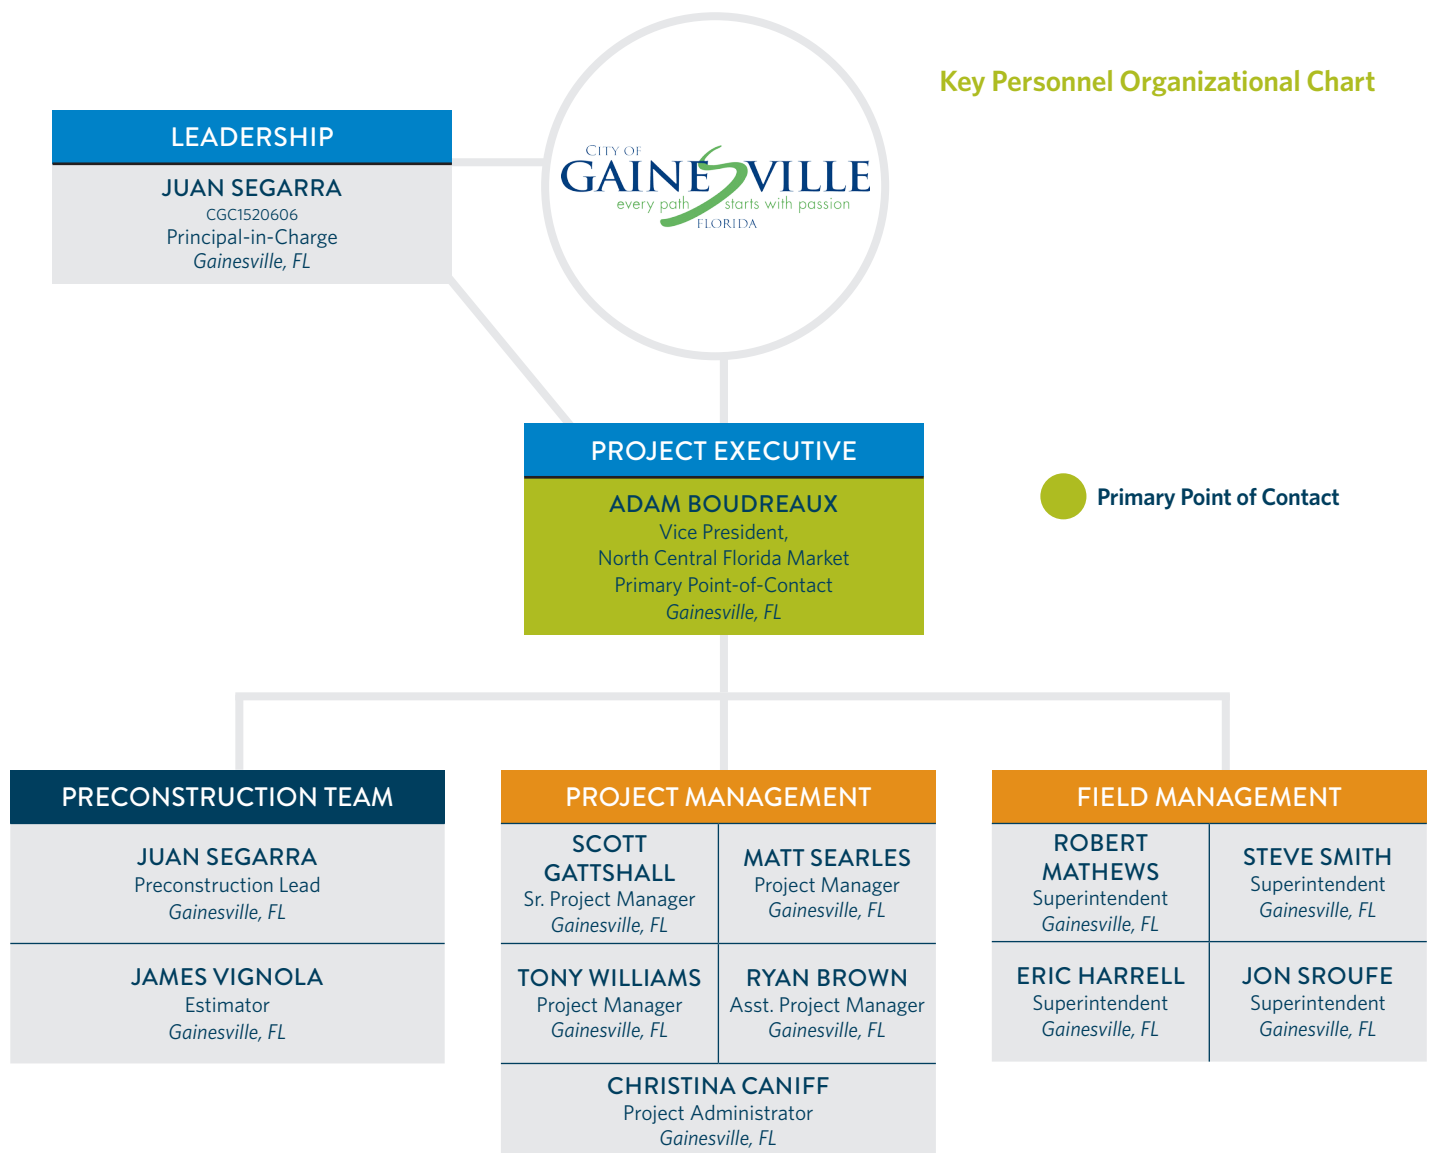 Key Personnel Organizational Chart
CITY OF
GAINESVILLE
every path starts with passion
FLORIDA
LEADERSHIP
JUAN SEGARRA
CGC1520606
Principal-in-Charge
Gainesville, FL
PROJECT EXECUTIVE
ADAM BOUDREAUX
Vice President,
North Central Florida Market
Primary Point-of-Contact
Gainesville, FL
Primary Point of Contact
PRECONSTRUCTION TEAM
JUAN SEGARRA
Preconstruction Lead
Gainesville, FL
JAMES VIGNOLA
Estimator
Gainesville, FL
PROJECT MANAGEMENT
SCOTT
GATTSHALL
Sr. Project Manager
Gainesville, FL
MATT SEARLES
Project Manager
Gainesville, FL
TONY WILLIAMS
Project Manager
Gainesville, FL
RYAN BROWN
Asst. Project Manager
Gainesville, FL
CHRISTINA CANIFF
Project Administrator
Gainesville, FL
FIELD MANAGEMENT
ROBERT
MATHEWS
Superintendent
Gainesville, FL
STEVE SMITH
Superintendent
Gainesville, FL
ERIC HARRELL
Superintendent
Gainesville, FL
JON SROUFE
Superintendent
Gainesville, FL